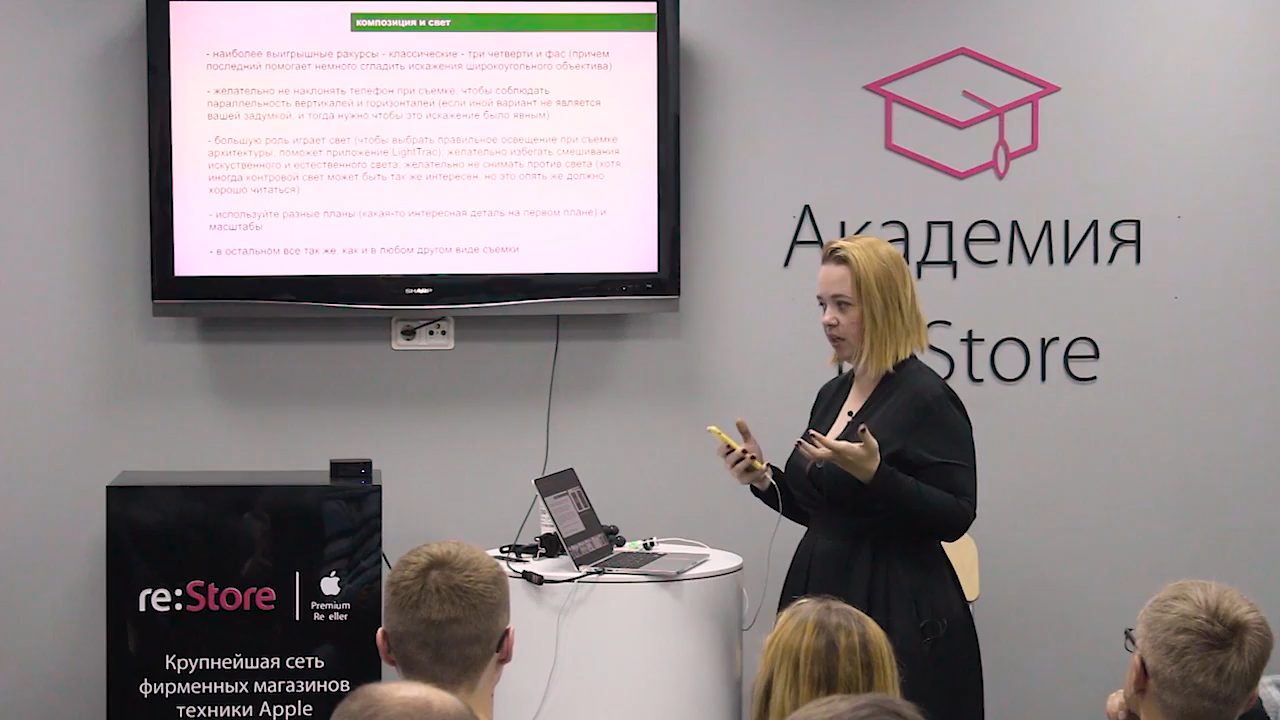 композиция и свет
- наиболее выигрышные ракурсы - классические - три четверти и фас (причем
последний помогает немного сгладить искажения широкоугольного объектива)
- желательно не наклонять телефон при съемке, чтобы соблюдать
параллельность вертикалей и горизонталей (если иной вариант не является
вашей задумкой, и тогда нужно чтобы это искажение было явным)
- большую роль играет свет (чтобы выбрать правильное освещение при съемке
архитектуры, поможет приложение LightTrac), желательно избегать смешивания
искуственного и естественного света, желательно не снимать против света (хотя
иногда контровой свет может быть так же интересен, но это опять же должно
хорошо читаться)
- используйте разные планы (какая-то интересная деталь на первом плане) и
масштабы
- в остальном все так же, как и в любом другом виде съемки
SHARP
Академия
Store
re:Store
Premium
Re eller
Крупнейшая сеть
фирменных магазинов
техники Apple